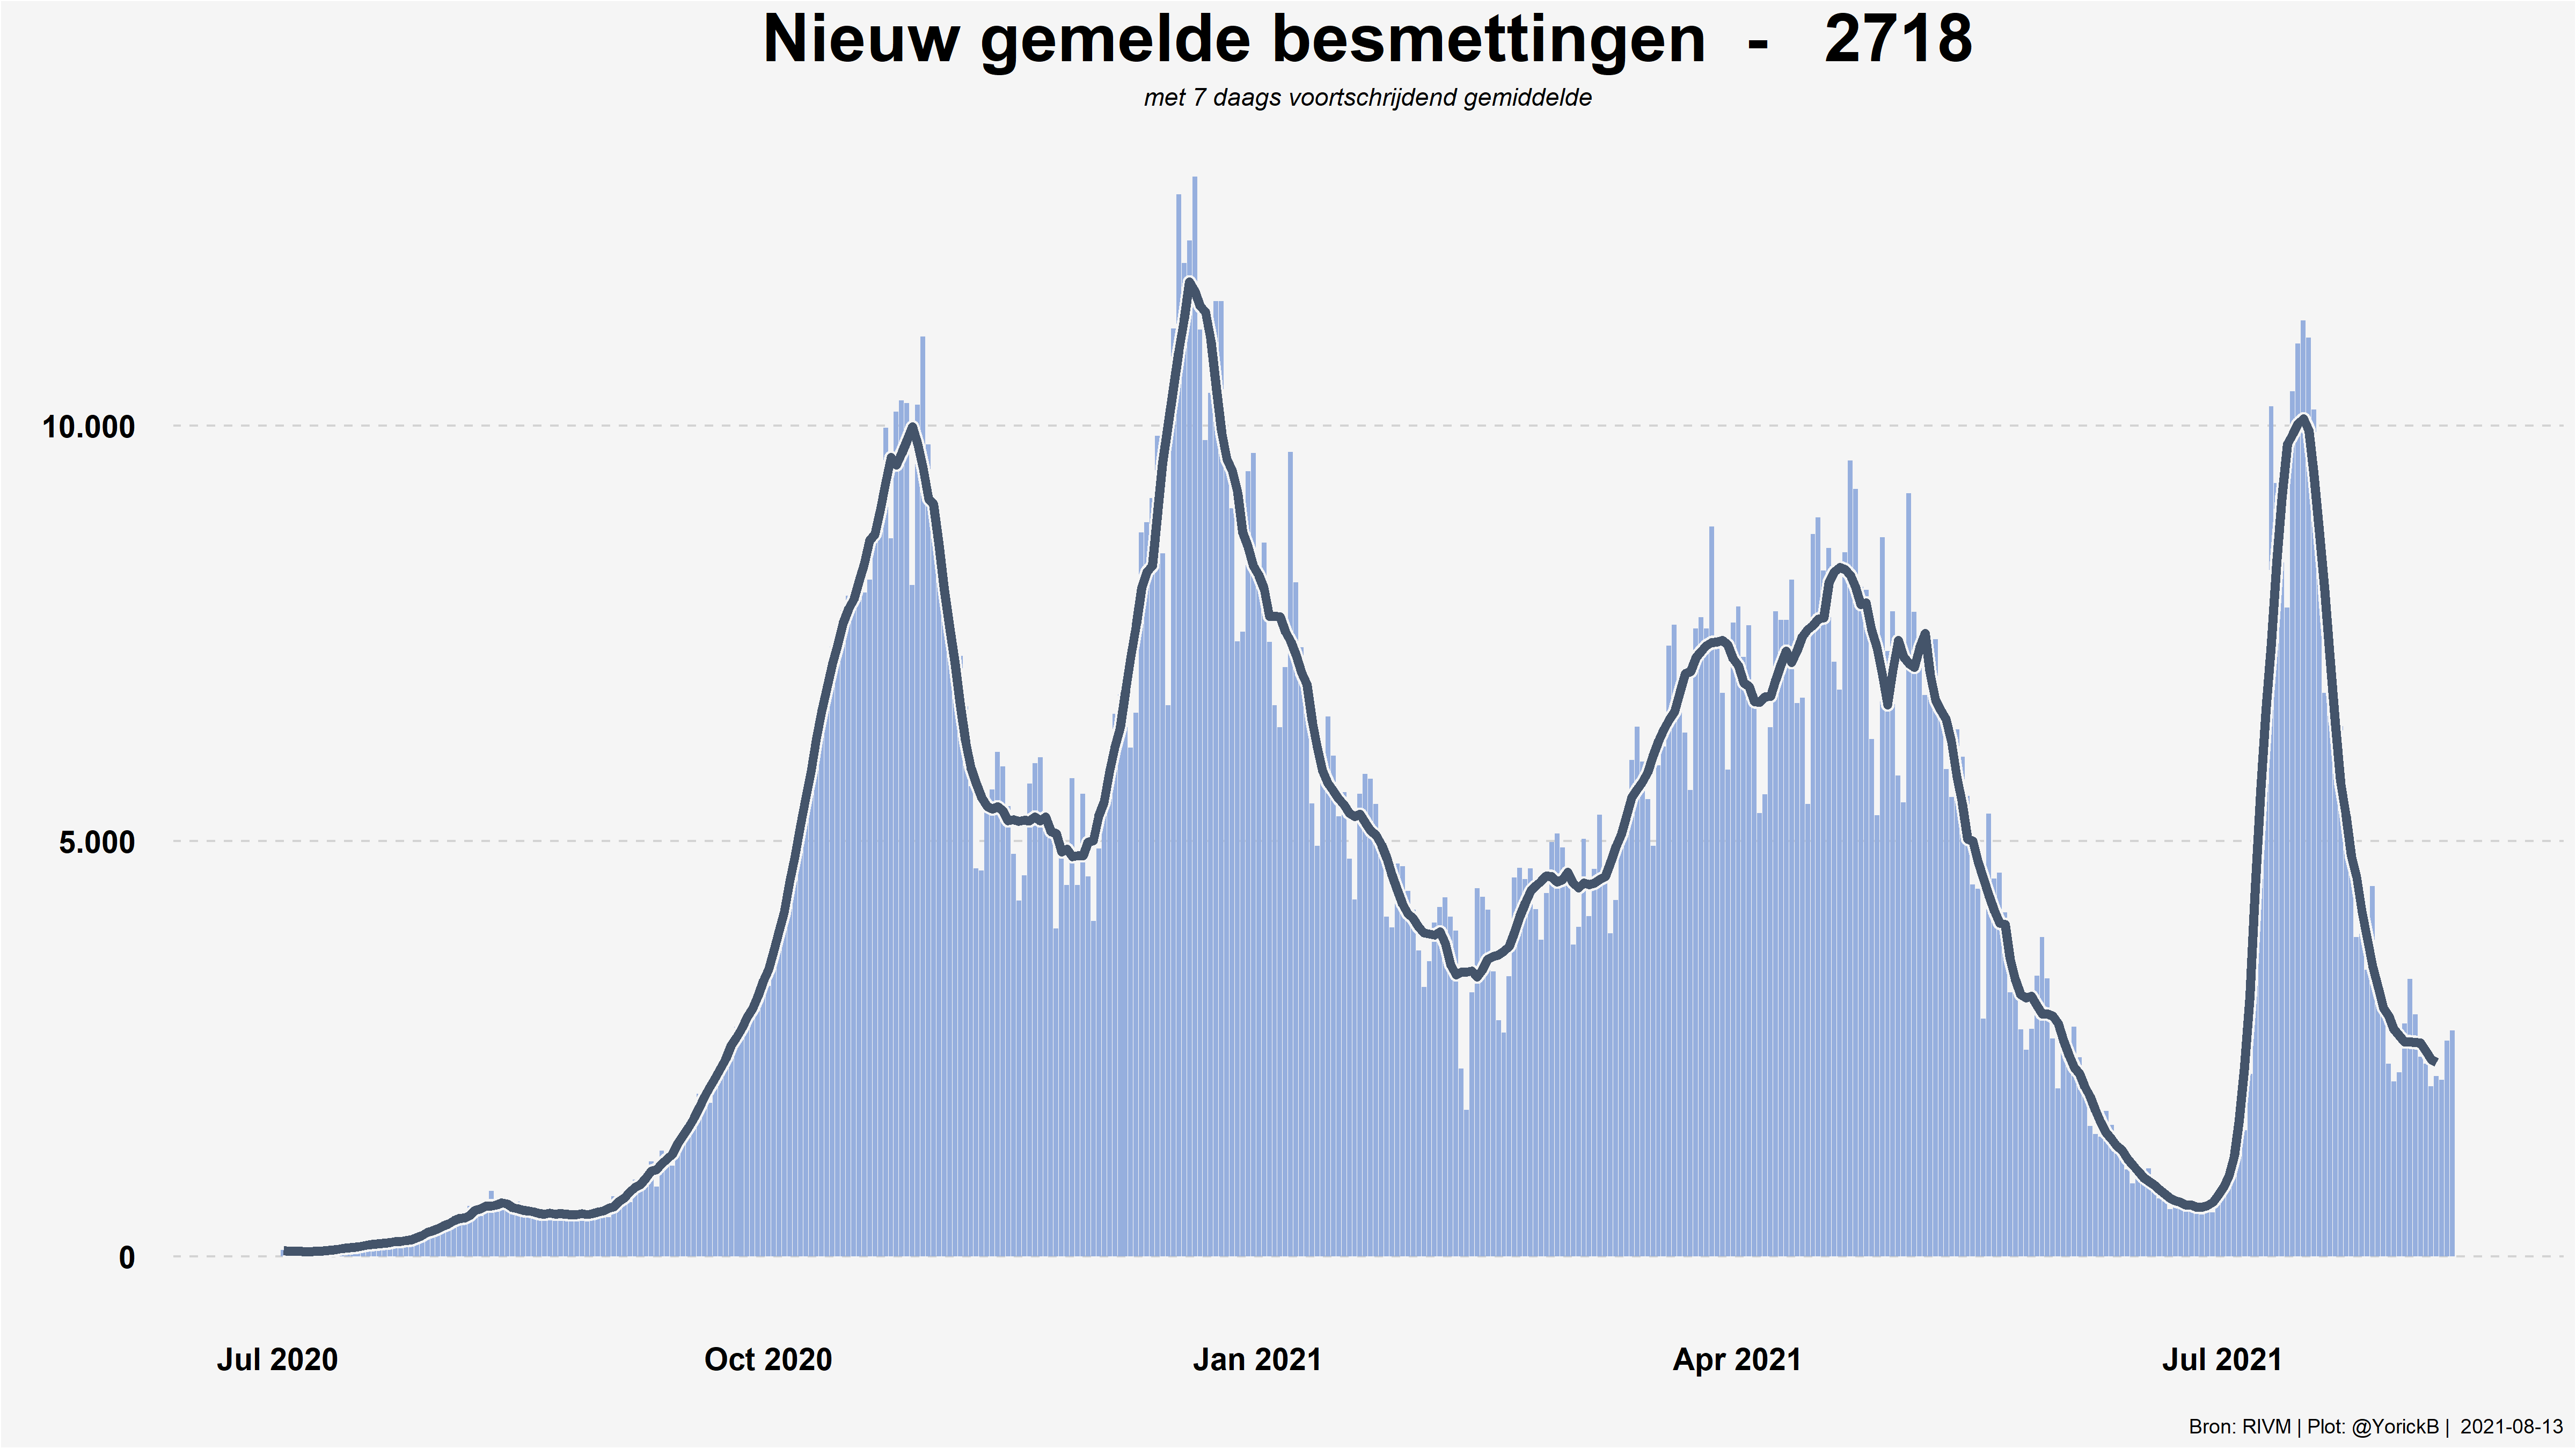 Nieuw gemelde besmettingen - 2718
met 7 daags voortschrijdend gemiddelde
10.000
5.000
0
Jul 2020 Oct 2020 Jan 2021 Apr 2021 Jul 2021
Bron: RIVM | Plot: @YorickB | 2021-08-13